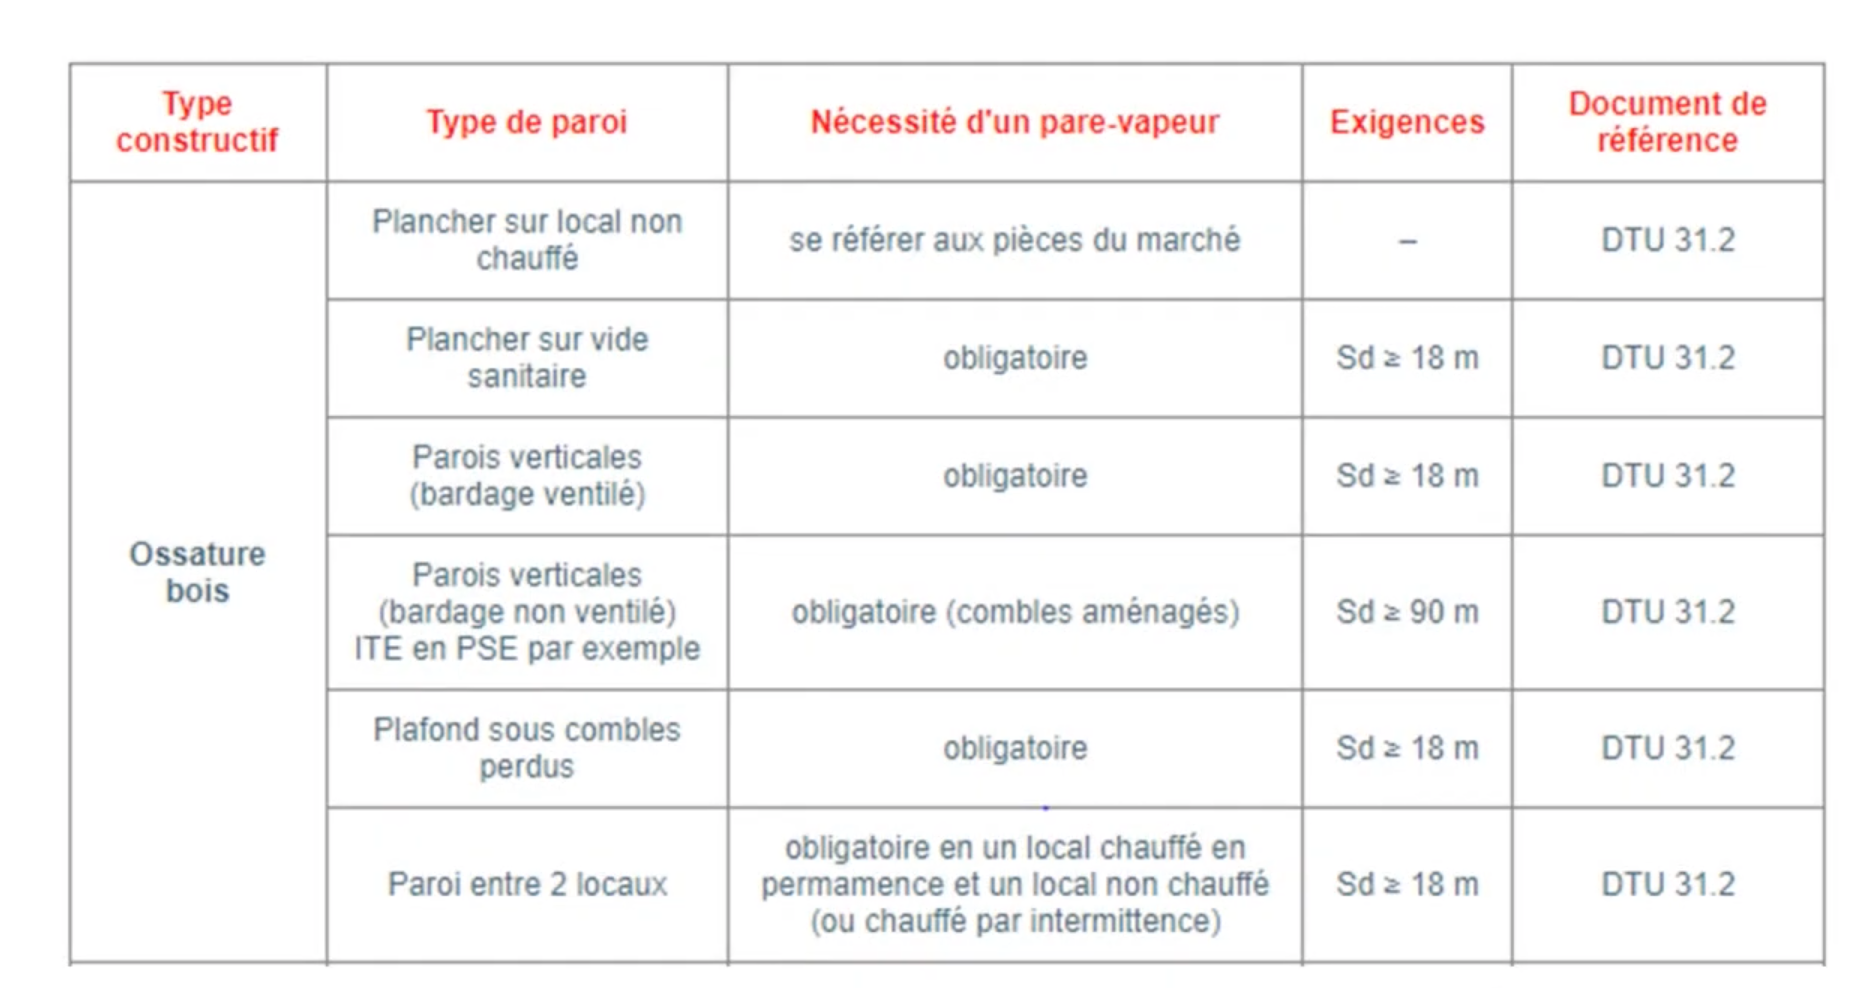 Type
constructif
Type de paroi
Nécessité d'un pare-vapeur
Exigences
Document de
référence
Ossature
bois
Plancher sur local non
chauffé
se référer aux pièces du marché
–
DTU 31.2
Plancher sur vide
sanitaire
obligatoire
Sd ≥ 18 m
DTU 31.2
Parois verticales
(bardage ventilé)
obligatoire
Sd ≥ 18 m
DTU 31.2
Parois verticales
(bardage non ventilé)
ITE en PSE par exemple
obligatoire (combles aménagés)
Sd ≥ 90 m
DTU 31.2
Plafond sous combles
perdus
obligatoire
Sd ≥ 18 m
DTU 31.2
Paroi entre 2 locaux
obligatoire en un local chauffé en
permamence et un local non chauffé
(ou chauffé par intermittence)
Sd ≥ 18 m
DTU 31.2